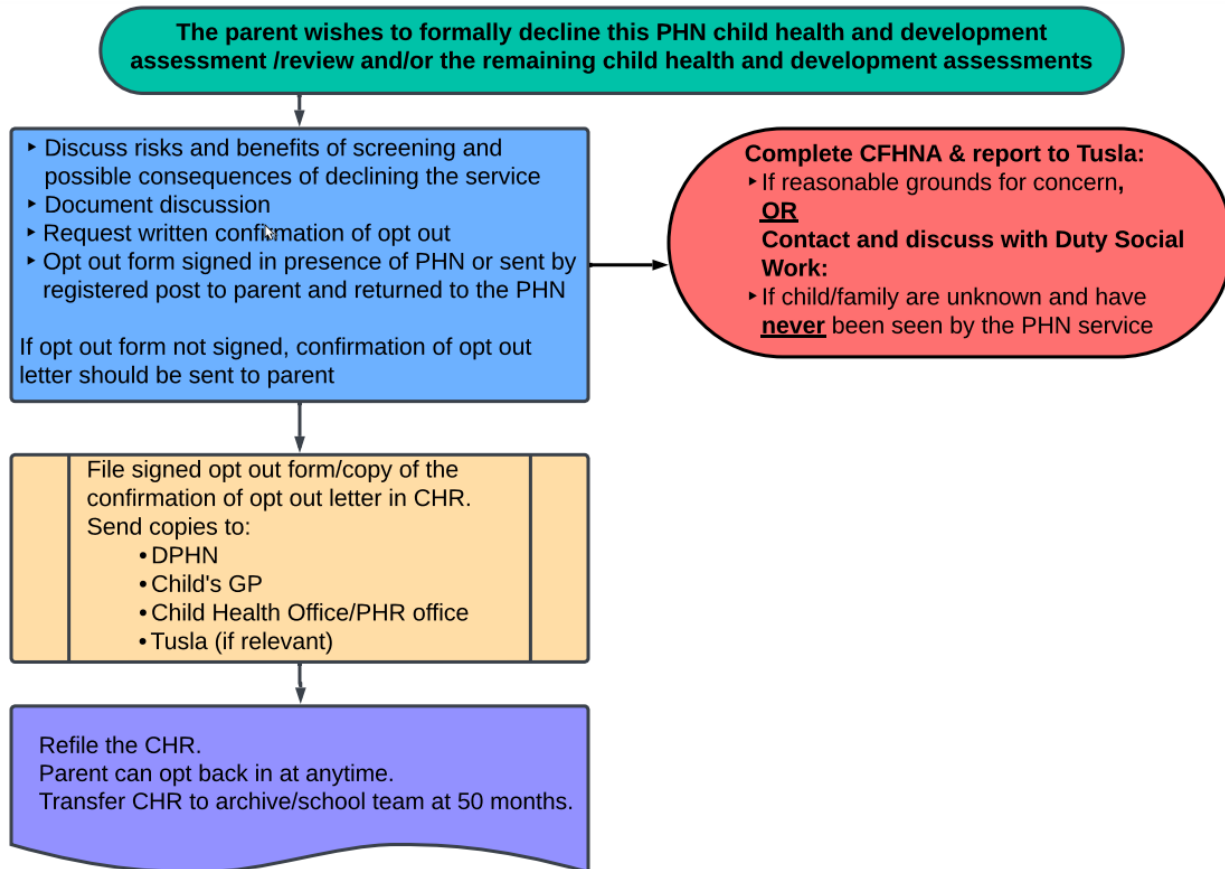 The parent wishes to formally decline this PHN child health and development
assessment /review and/or the remaining child health and development assessments
‣ Discuss risks and benefits of screening and
possible consequences of declining the service
‣ Document discussion
‣ Request written confirmation of opt out
‣ Opt out form signed in presence of PHN or sent by
registered post to parent and returned to the PHN
If opt out form not signed, confirmation of opt out
letter should be sent to parent
Complete CFHNA & report to Tusla:
‣ If reasonable grounds for concern,
OR
Contact and discuss with Duty Social
Work:
‣ If child/family are unknown and have
never been seen by the PHN service
File signed opt out form/copy of the
confirmation of opt out letter in CHR.
Send copies to:
• DPHN
• Child's GP
• Child Health Office/PHR office
• Tusla (if relevant)
Refile the CHR.
Parent can opt back in at anytime.
Transfer CHR to archive/school team at 50 months.